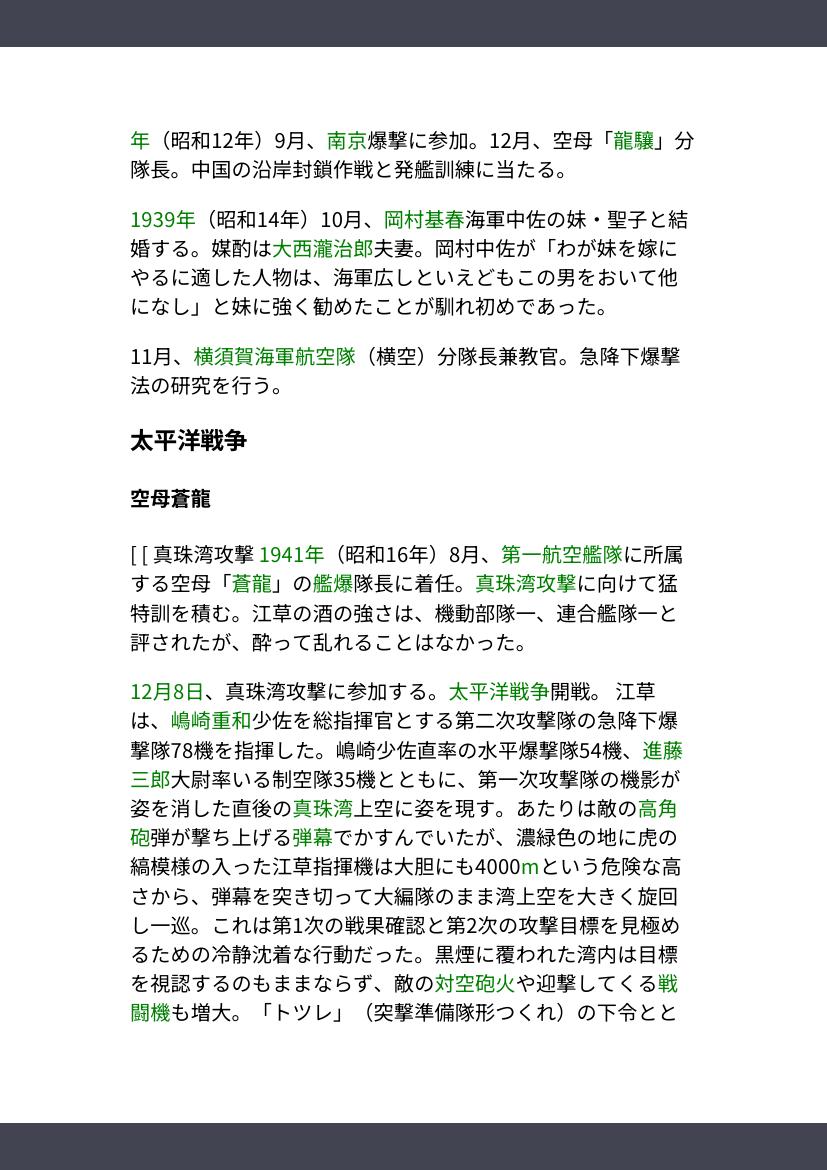 年（昭和12年）9月、南京爆撃に参加。12月、空母「龍驤」分
隊長。中国の沿岸封鎖作戦と発艦訓練に当たる。
1939年（昭和14年）10月、岡村基春海軍中佐の妹・聖子と結
婚する。媒酌は大西瀧治郎夫妻。岡村中佐が「わが妹を嫁に
やるに適した人物は、海軍広しといえどもこの男をおいて他
になし」と妹に強く勧めたことが馴れ初めであった。
11月、横須賀海軍航空隊（横空）分隊長兼教官。急降下爆撃
法の研究を行う。
太平洋戦争
空母蒼龍
[ [ 真珠湾攻撃 1941年（昭和16年）8月、第一航空艦隊に所属
する空母「蒼龍」の艦爆隊長に着任。真珠湾攻撃に向けて猛
特訓を積む。江草の酒の強さは、機動部隊一、連合艦隊一と
評されたが、酔って乱れることはなかった。
12月8日、真珠湾攻撃に参加する。太平洋戦争開戦。 江草
は、嶋崎重和少佐を総指揮官とする第二次攻撃隊の急降下爆
撃隊78機を指揮した。嶋崎少佐直率の水平爆撃隊54機、進藤
三郎大尉率いる制空隊35機とともに、第一次攻撃隊の機影が
姿を消した直後の真珠湾上空に姿を現す。あたりは敵の高角
砲弾が撃ち上げる弾幕でかすんでいたが、濃緑色の地に虎の
縞模様の入った江草指揮機は大胆にも4000mという危険な高
さから、弾幕を突き切って大編隊のまま湾上空を大きく旋回
し一巡。これは第1次の戦果確認と第2次の攻撃目標を見極め
るための冷静沈着な行動だった。黒煙に覆われた湾内は目標
を視認するのもままならず、敵の対空砲火や迎撃してくる戦
闘機も増大。「トツレ」（突撃準備隊形つくれ）の下令とと